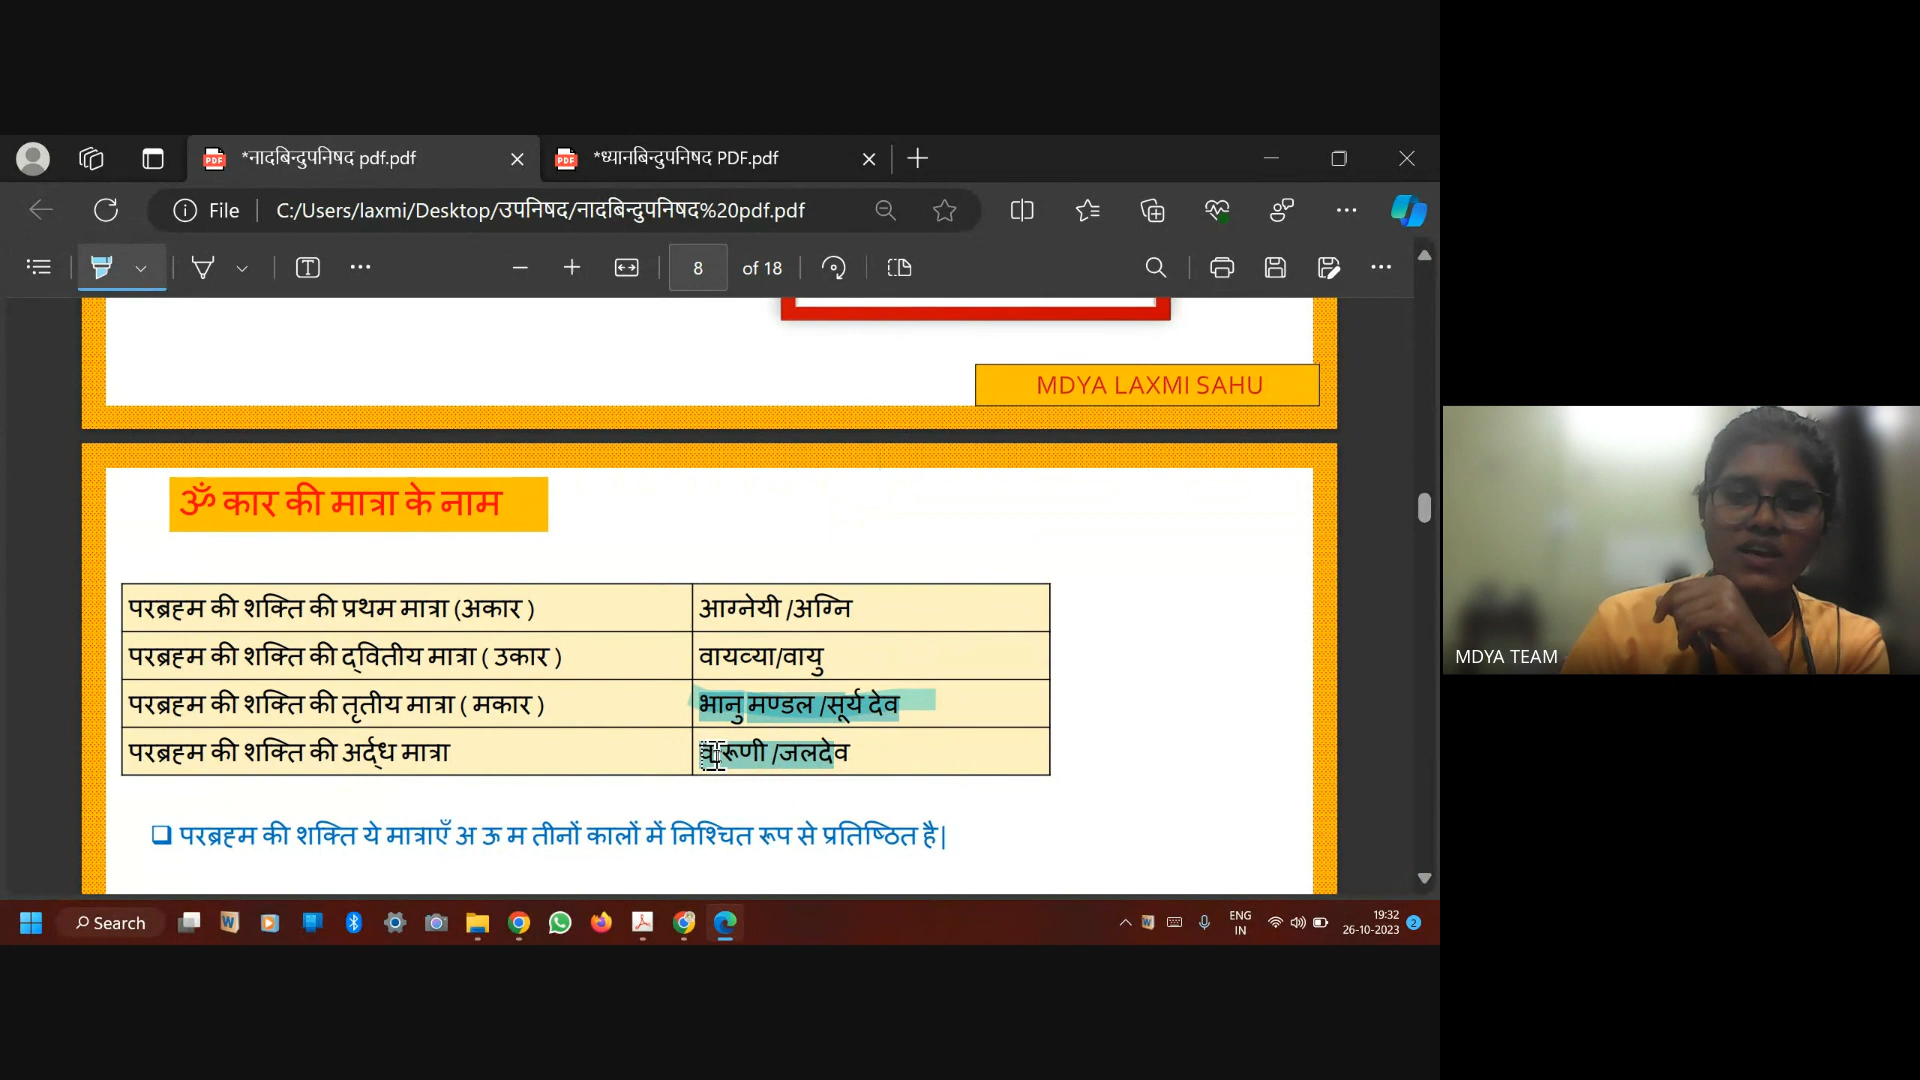 *नादबिन्दुपनिषद pdf.pdf
*ध्यानबिन्दुपनिषद PDF.pdf
File
C:/Users/laxmi/Desktop/उपनिषद/नादबिन्दुपनिषद%20pdf.pdf
8 of 18
MDYA LAXMI SAHU
ॐ कार की मात्रा के नाम
परब्रह्म की शक्ति की प्रथम मात्रा (अकार ) आग्नेयी /अग्नि
परब्रह्म की शक्ति की द्वितीय मात्रा ( उकार ) वायव्या/वायु
परब्रह्म की शक्ति की तृतीय मात्रा ( मकार ) भानु मण्डल /सूर्य देव
परब्रह्म की शक्ति की अर्द्ध मात्रा वरूणी /जलदेव
परब्रह्म की शक्ति ये मात्राएँ अ ऊ म तीनों कालों में निश्चित रूप से प्रतिष्ठित है|
MDYA TEAM
Search
ENG
IN
19:32
26-10-2023
2